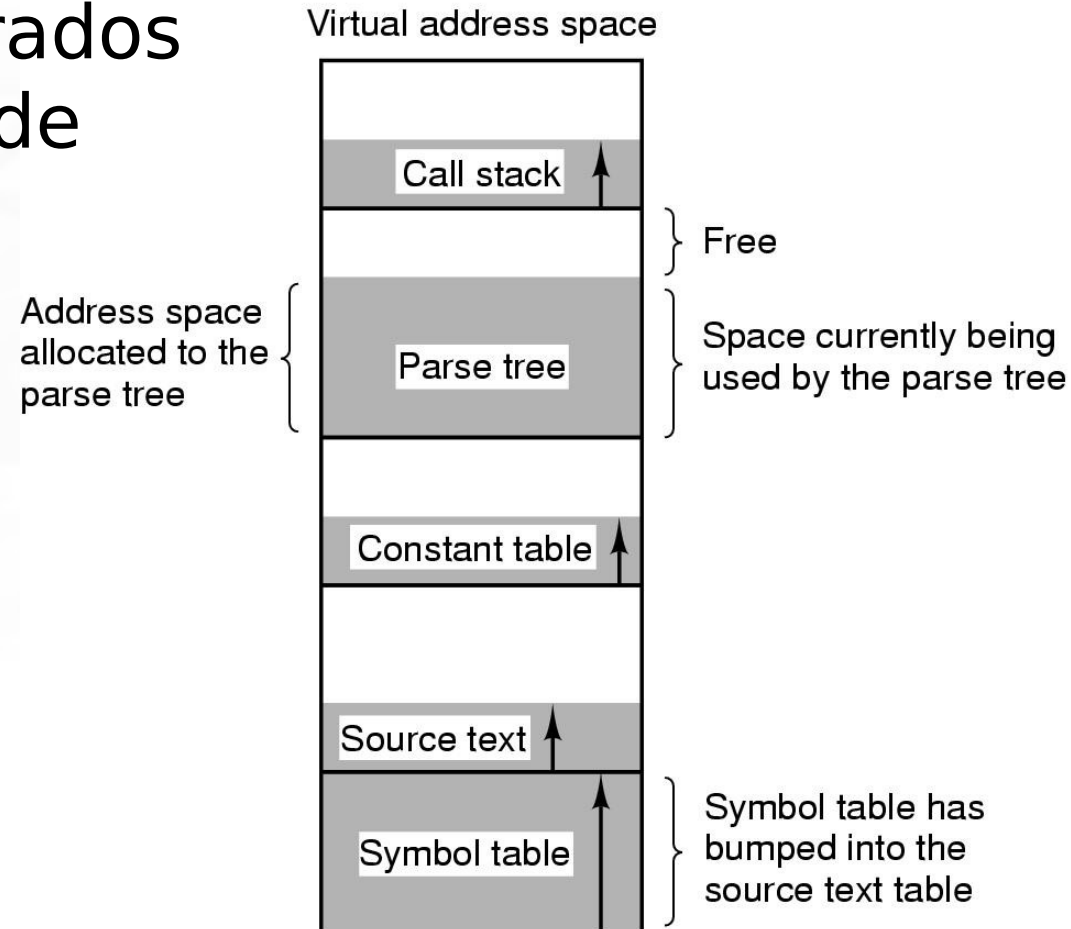 rados
de
Virtual address space
Call stack
Free
Address space
allocated to the
parse tree
Parse tree
Space currently being
used by the parse tree
Constant table
Source text
Symbol table
Symbol table has
bumped into the
source text table